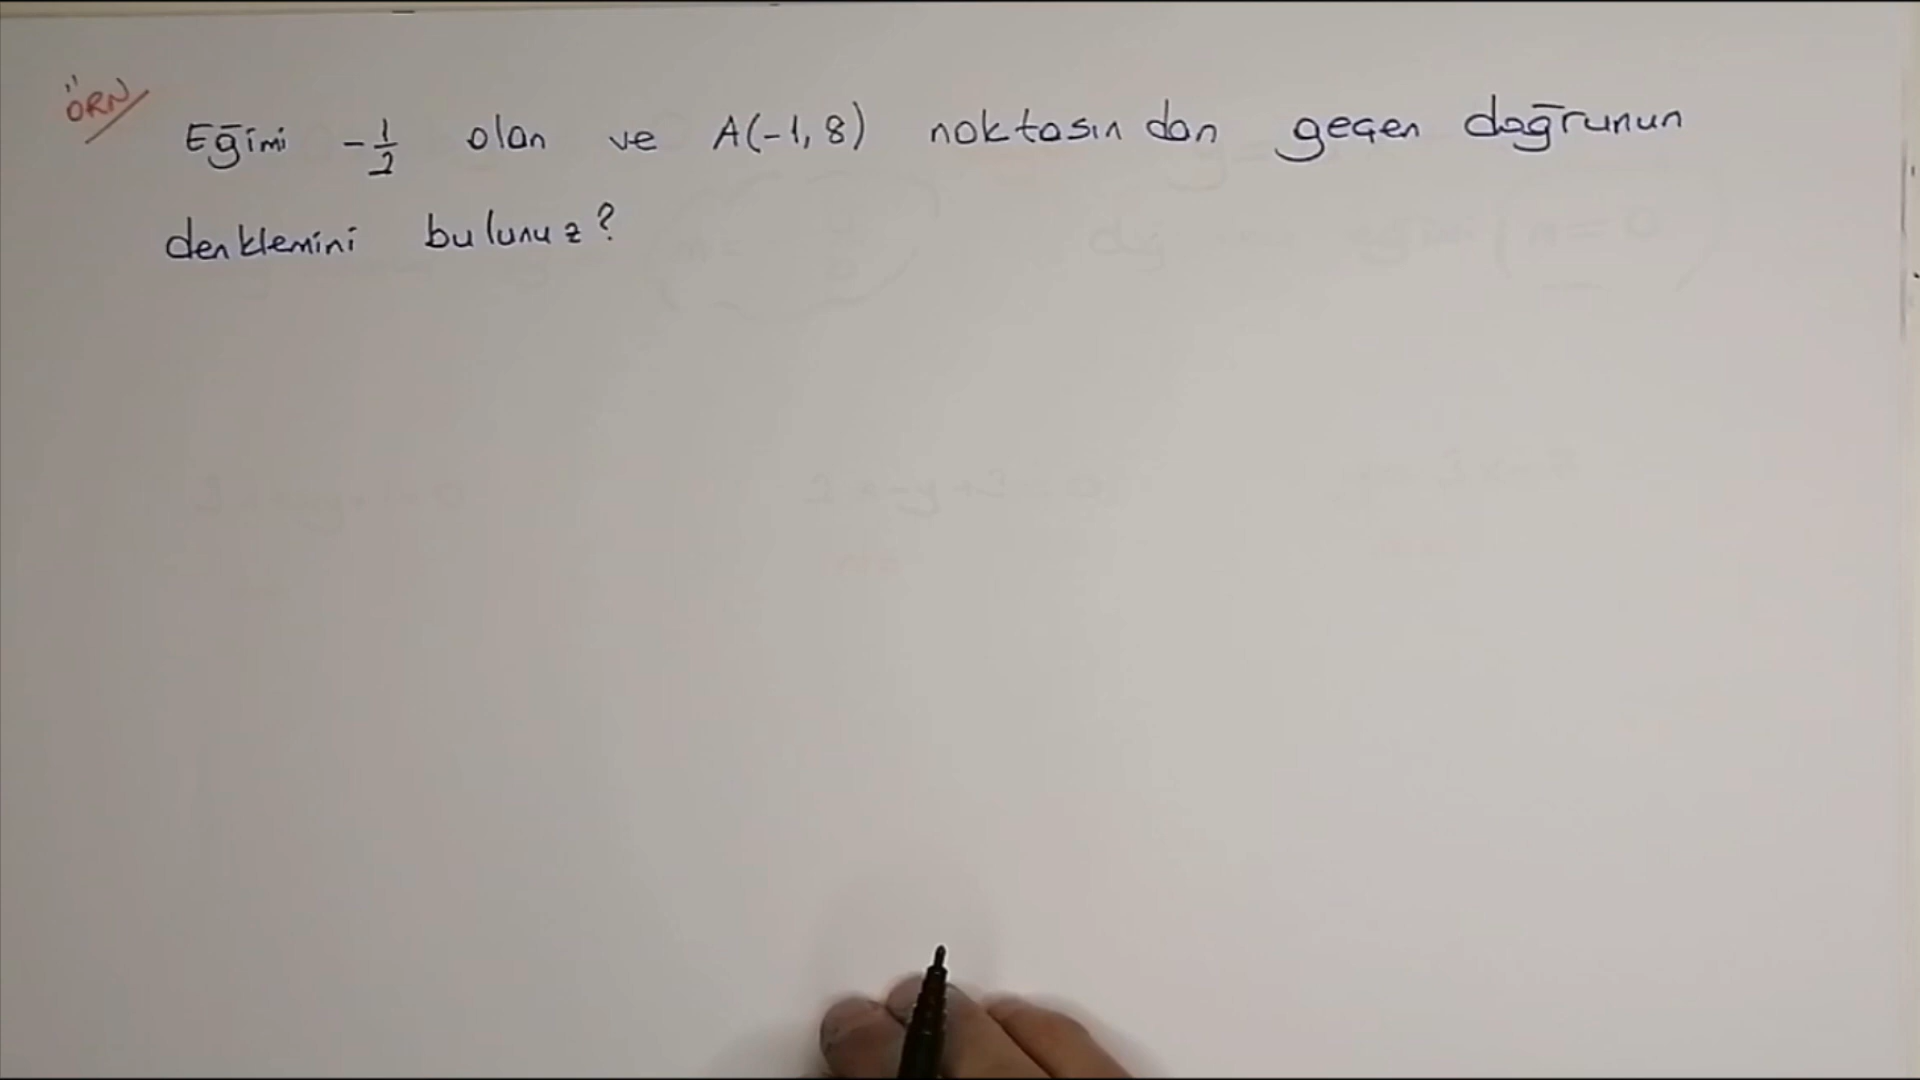 ÖRN
Eğimi -1/2 olan ve A(-1, 8) noktasından geçen doğrunun
denklemini bulunuz?